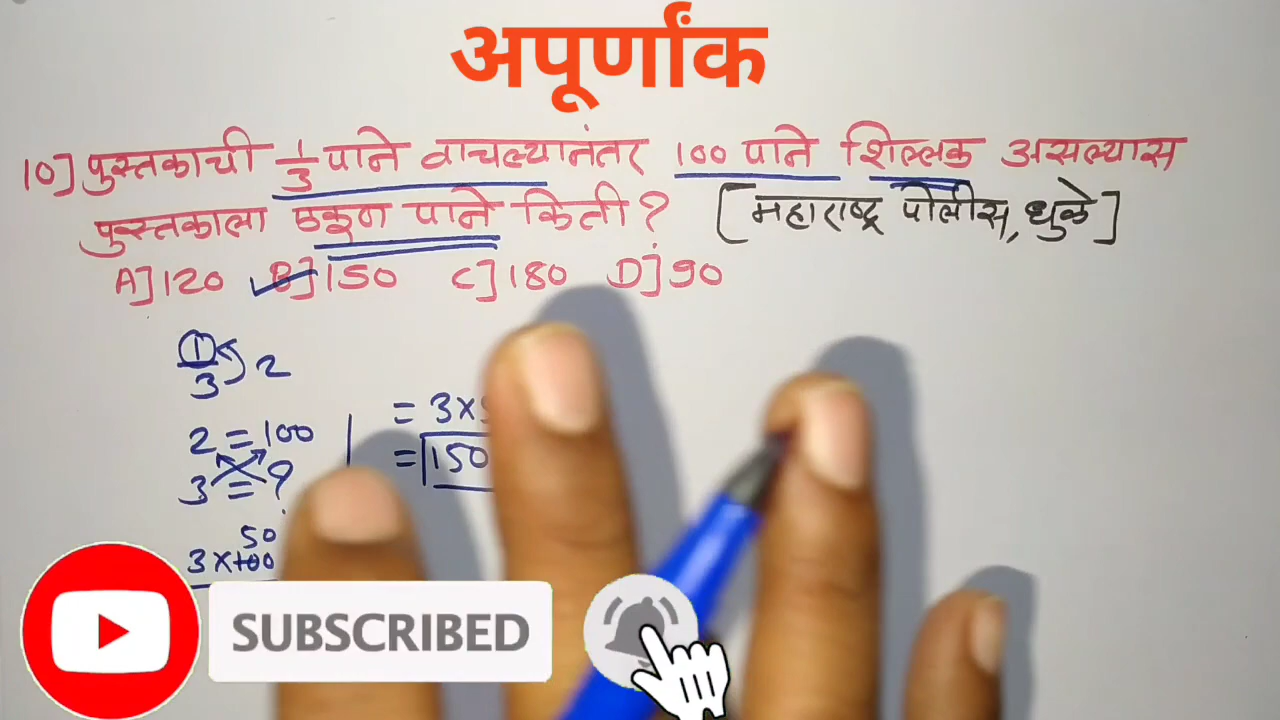 अपूर्णांक
10] पुस्तकाची 1/3 पाने वाचल्यानंतर 100 पाने शिल्लक असल्यास
पुस्तकाला एकूण पाने किती? [महाराष्ट्र पोलीस, धुळे]
A] 120 B] 150 C] 180 D] 90
1/3 2
2 = 100
3 = ?
50
3 x 100
= 3 x
= 150
SUBSCRIBED